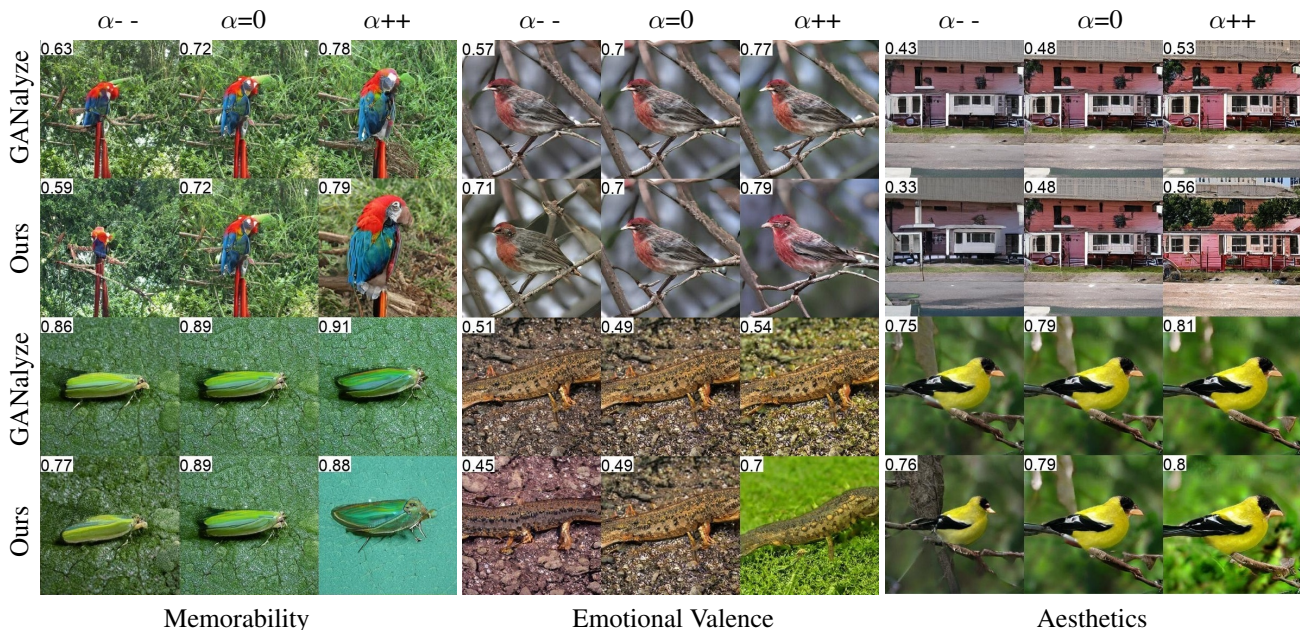 α-- α=0 α++ α-- α=0 α++ α-- α=0 α++
GANalyze 0.63 0.72 0.78 0.57 0.7 0.77 0.43 0.48 0.53
Ours 0.59 0.72 0.79 0.71 0.7 0.79 0.33 0.48 0.56
GANalyze 0.86 0.89 0.91 0.51 0.49 0.54 0.75 0.79 0.81
Ours 0.77 0.89 0.88 0.45 0.49 0.7 0.76 0.79 0.8
Memorability Emotional Valence Aesthetics